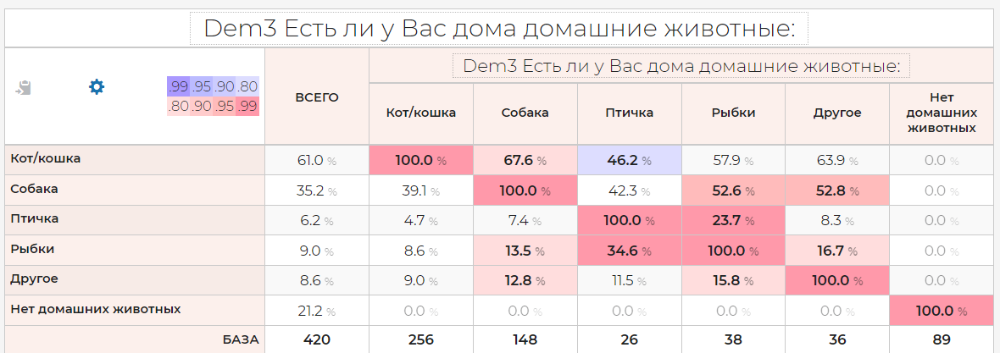 Dem3 Есть ли у Вас дома домашние животные:
Dem3 Есть ли у Вас дома домашние животные:
.99 .95 .90 .80
.80 .90 .95 .99
ВСЕГО
Кот/кошка Собака Птичка Рыбки Другое Нет домашних животных
Кот/кошка 61.0 % 100.0 % 67.6 % 46.2 % 57.9 % 63.9 % 0.0 %
Собака 35.2 % 39.1 % 100.0 % 42.3 % 52.6 % 52.8 % 0.0 %
Птичка 6.2 % 4.7 % 7.4 % 100.0 % 23.7 % 8.3 % 0.0 %
Рыбки 9.0 % 8.6 % 13.5 % 34.6 % 100.0 % 16.7 % 0.0 %
Другое 8.6 % 9.0 % 12.8 % 11.5 % 15.8 % 100.0 % 0.0 %
Нет домашних животных 21.2 % 0.0 % 0.0 % 0.0 % 0.0 % 0.0 % 100.0 %
БАЗА 420 256 148 26 38 36 89